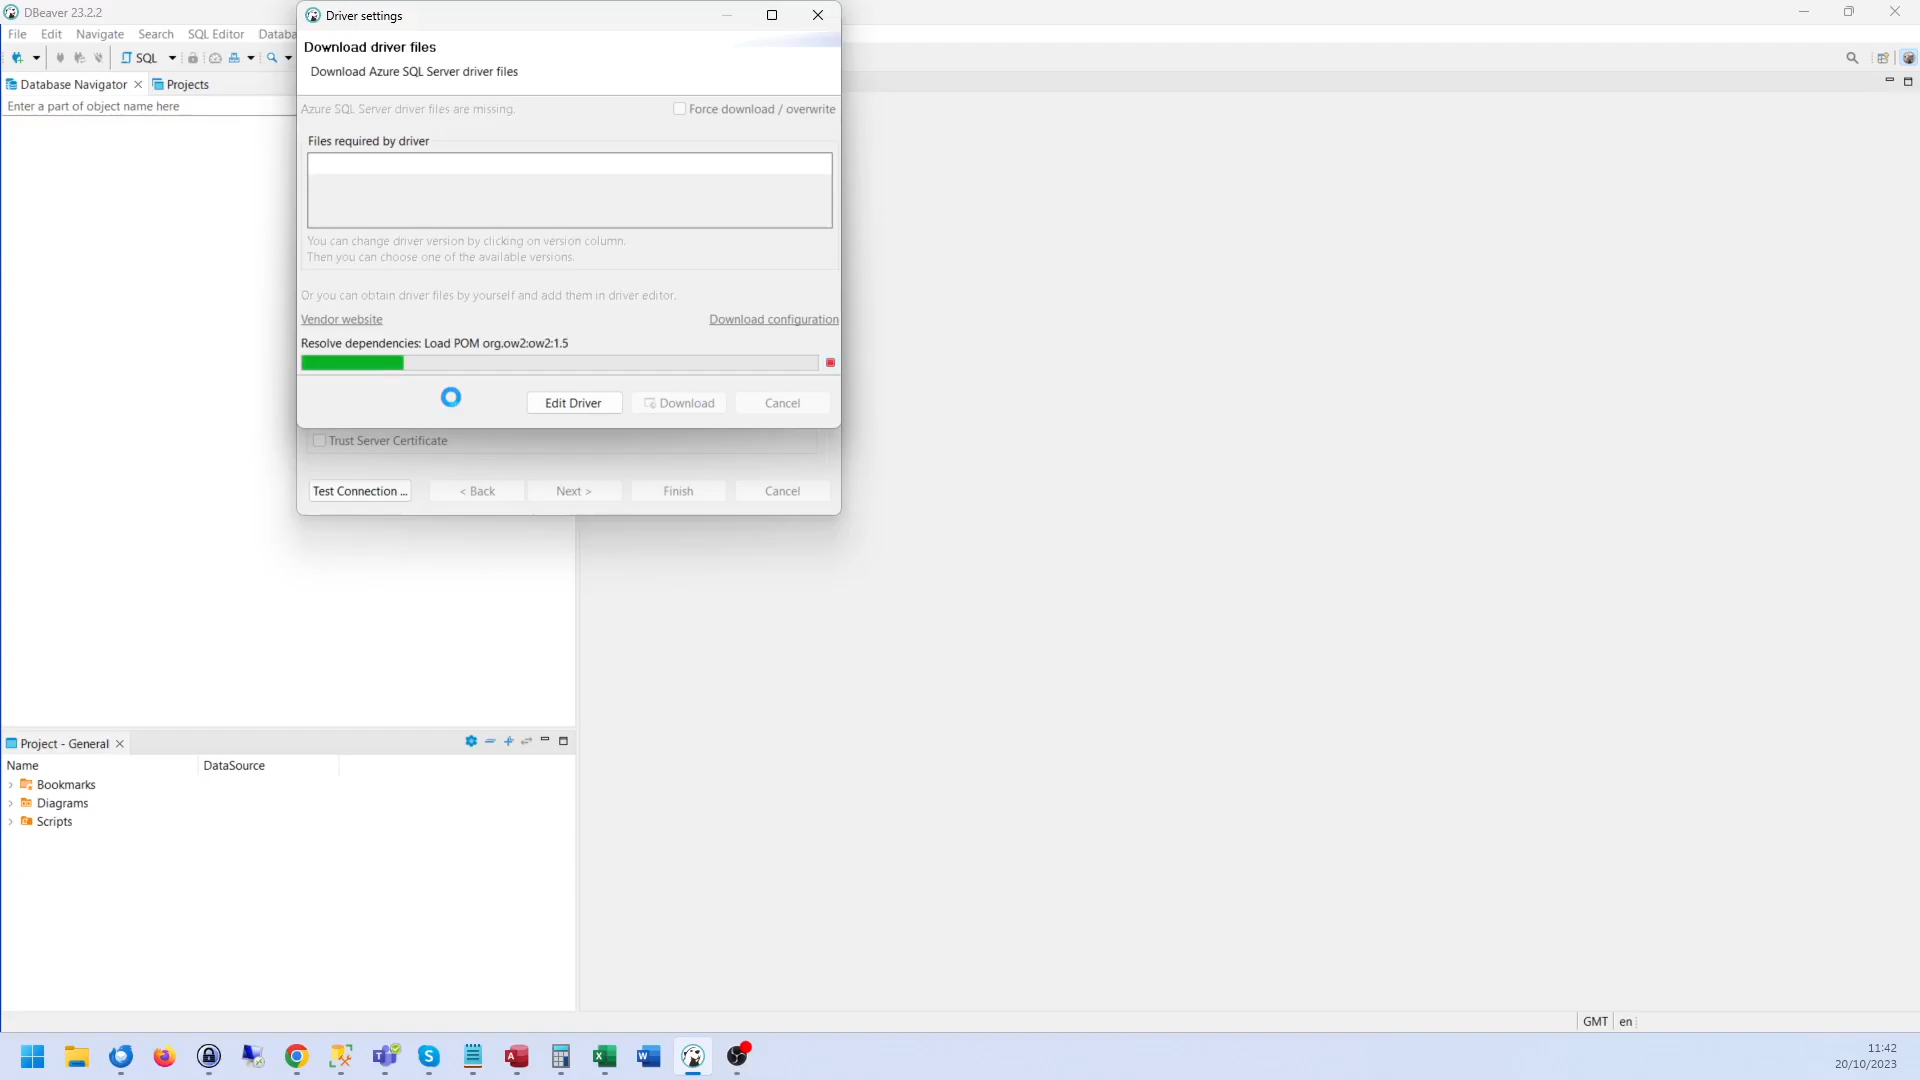 DBeaver 23.2.2
File Edit Navigate Search SQL Editor Databa
SQL
Database Navigator
Projects
Enter a part of object name here
Driver settings
Download driver files
Download Azure SQL Server driver files
Azure SQL Server driver files are missing.
Force download / overwrite
Files required by driver
You can change driver version by clicking on version column.
Then you can choose one of the available versions.
Or you can obtain driver files by yourself and add them in driver editor.
Vendor website
Download configuration
Resolve dependencies: Load POM org.ow2:ow2:1.5
Edit Driver
Download
Cancel
Trust Server Certificate
Test Connection ...
< Back
Next >
Finish
Cancel
Project - General
Name
DataSource
Bookmarks
Diagrams
Scripts
GMT
en
11:42
20/10/2023